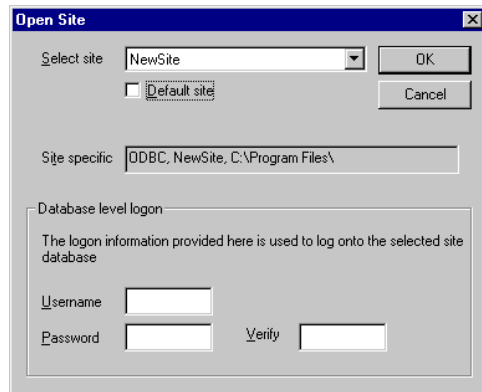 Open Site
Select site NewSite OK
Default site Cancel
Site specific ODBC, NewSite, C:\Program Files\
Database level logon
The logon information provided here is used to log onto the selected site
database
Username
Password Verify